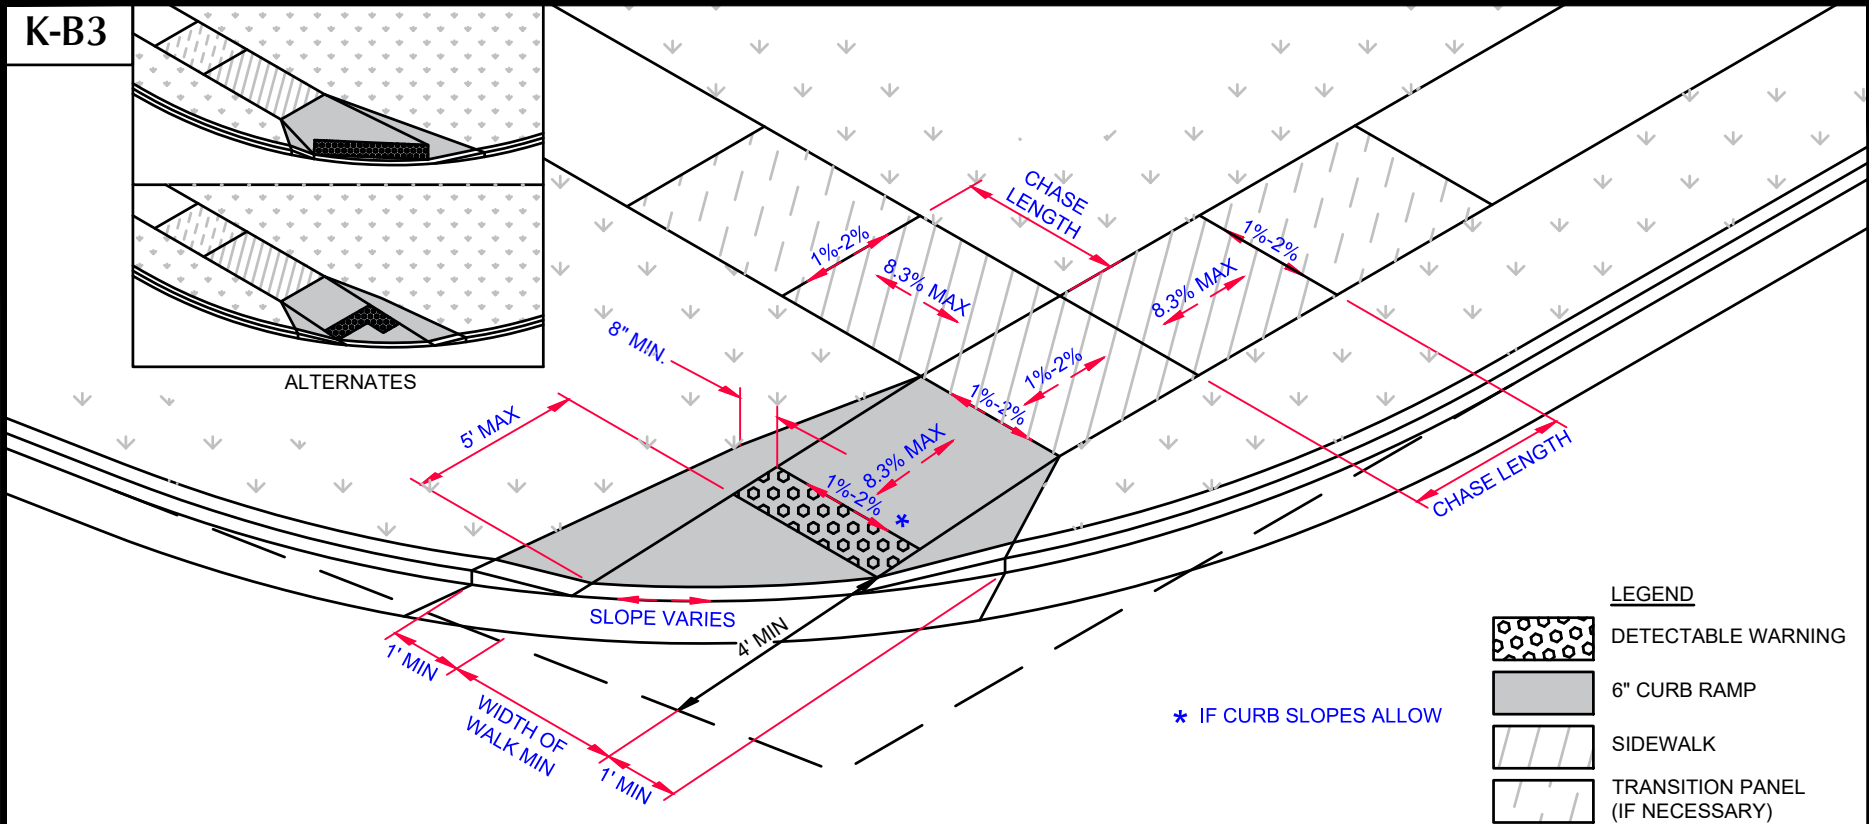 K-B3
ALTERNATES
CHASE
LENGTH
1%-2%
8.3% MAX
1%-2%
8.3% MAX
8" MIN.
1%-2%
1%-2%
5' MAX
8.3% MAX
1%-2%
*
CHASE LENGTH
SLOPE VARIES
4' MIN
1' MIN
WIDTH OF
WALK MIN
1' MIN
* IF CURB SLOPES ALLOW
LEGEND
DETECTABLE WARNING
6" CURB RAMP
SIDEWALK
TRANSITION PANEL
(IF NECESSARY)